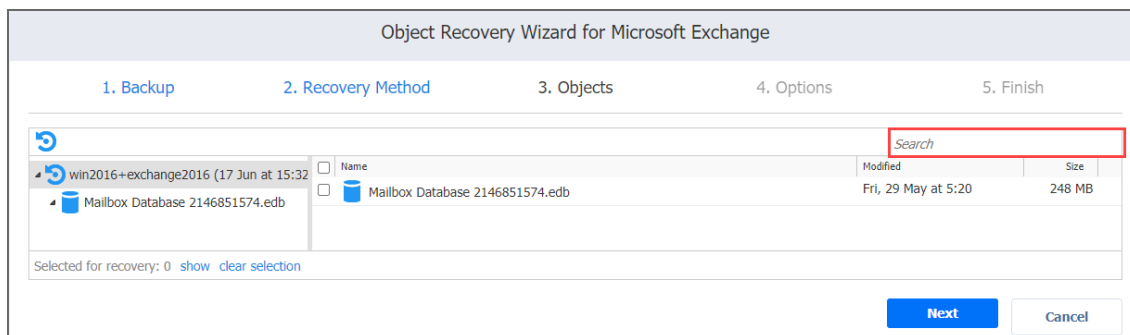 Object Recovery Wizard for Microsoft Exchange
1. Backup 2. Recovery Method 3. Objects 4. Options 5. Finish
Search
win2016+exchange2016 (17 Jun at 15:32
Mailbox Database 2146851574.edb
Name Modified Size
Mailbox Database 2146851574.edb Fri, 29 May at 5:20 248 MB
Selected for recovery: 0 show clear selection
Next Cancel